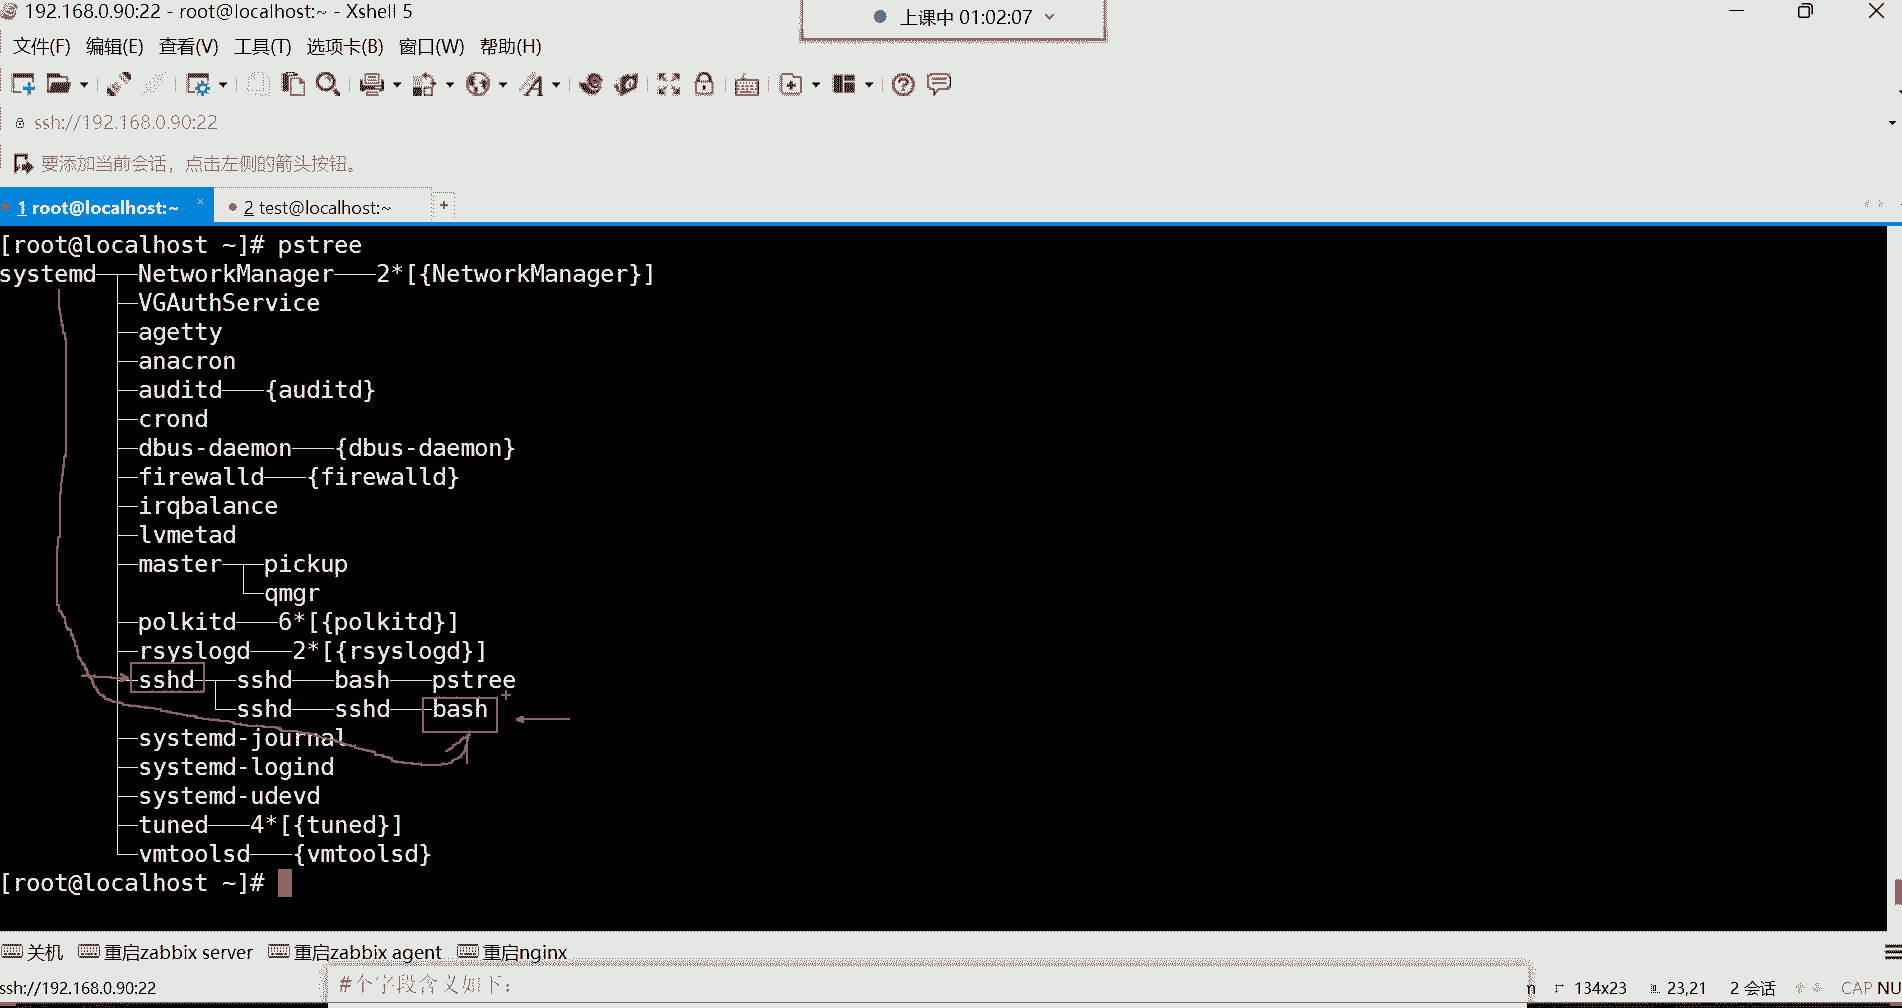 192.168.0.90:22 - root@localhost:~ - Xshell 5
上课中 01:02:07
文件(F) 编辑(E) 查看(V) 工具(T) 选项卡(B) 窗口(W) 帮助(H)
ssh://192.168.0.90:22
要添加当前会话，点击左侧的箭头按钮。
1 root@localhost:~ × 2 test@localhost:~ +
[root@localhost ~]# pstree
systemd─┬─NetworkManager───2*[{NetworkManager}]
├─VGAuthService
├─agetty
├─anacron
├─auditd───{auditd}
├─crond
├─dbus-daemon───{dbus-daemon}
├─firewalld───{firewalld}
├─irqbalance
├─lvmetad
├─master─┬─pickup
└─qmgr
├─polkitd───6*[{polkitd}]
├─rsyslogd───2*[{rsyslogd}]
├─sshd─┬─sshd───bash───pstree
└─sshd───sshd───bash
├─systemd-journal
├─systemd-logind
├─systemd-udevd
├─tuned───4*[{tuned}]
└─vmtoolsd───{vmtoolsd}
[root@localhost ~]#
关机 重启zabbix server 重启zabbix agent 重启nginx
#个字段含义如下：
ssh://192.168.0.90:22 134x23 23,21 2 会话 CAP NU